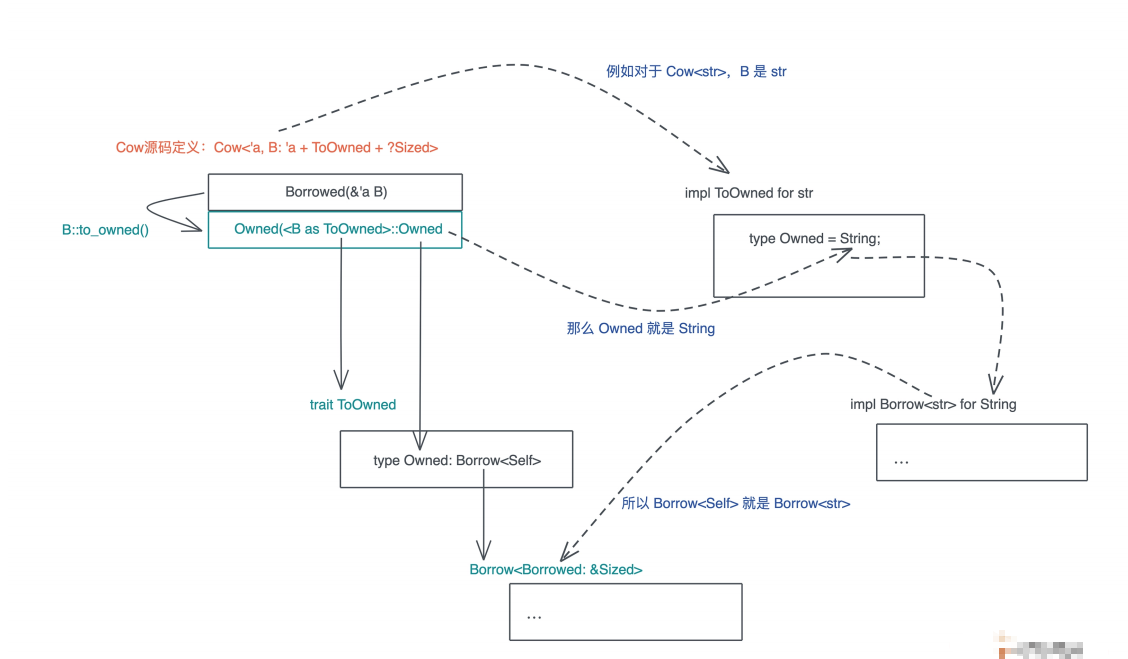 例如对于 Cow<str>，B 是 str
Cow源码定义：Cow<'a, B: 'a + ToOwned + ?Sized>
Borrowed(&'a B)
impl ToOwned for str
B::to_owned()
Owned(<B as ToOwned>::Owned
type Owned = String;
那么 Owned 就是 String
trait ToOwned
impl Borrow<str> for String
type Owned: Borrow<Self>
...
所以 Borrow<Self> 就是 Borrow<str>
Borrow<Borrowed: &Sized>
...